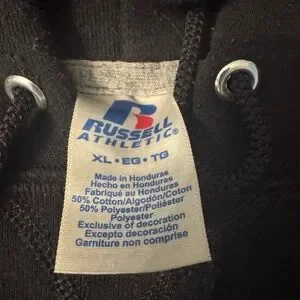 RUSSELL
ATHLETIC®
XL • EG • TG
Made in Honduras
Hecho en Honduras
Fabriqué au Honduras
50% Cotton/Algodón/Coton
50% Polyester/Poliéster
Polyester
Exclusive of decoration
Excepto decoración
Garniture non comprise